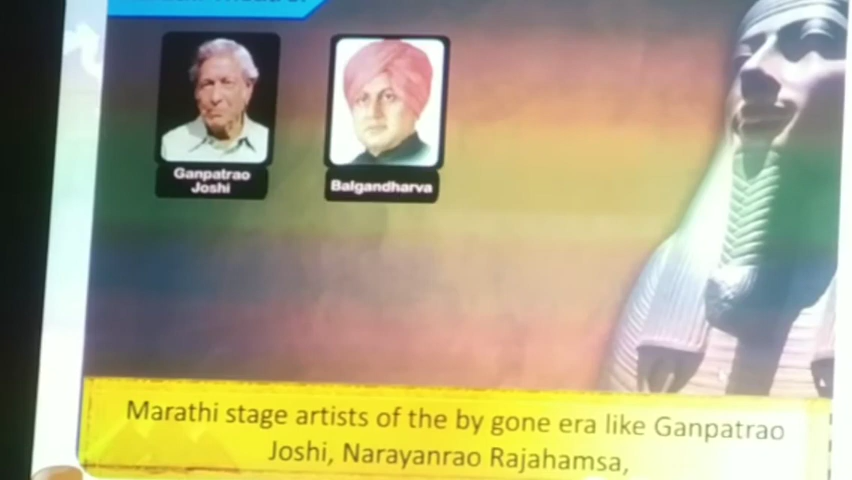 Ganpatrao
Joshi
Balgandharva
Marathi stage artists of the by gone era like Ganpatrao
Joshi, Narayanrao Rajahamsa,